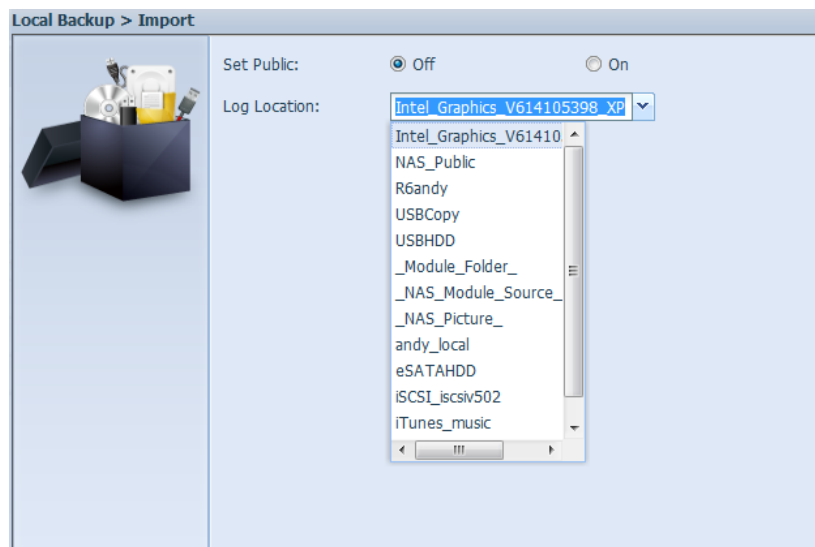 Local Backup > Import
Set Public: Off On
Log Location: Intel_Graphics_V614105398_XP
Intel_Graphics_V61410
NAS_Public
R6andy
USBCopy
USBHDD
_Module_Folder_
_NAS_Module_Source_
_NAS_Picture_
andy_local
eSATAHDD
iSCSI_iscsiv502
iTunes_music